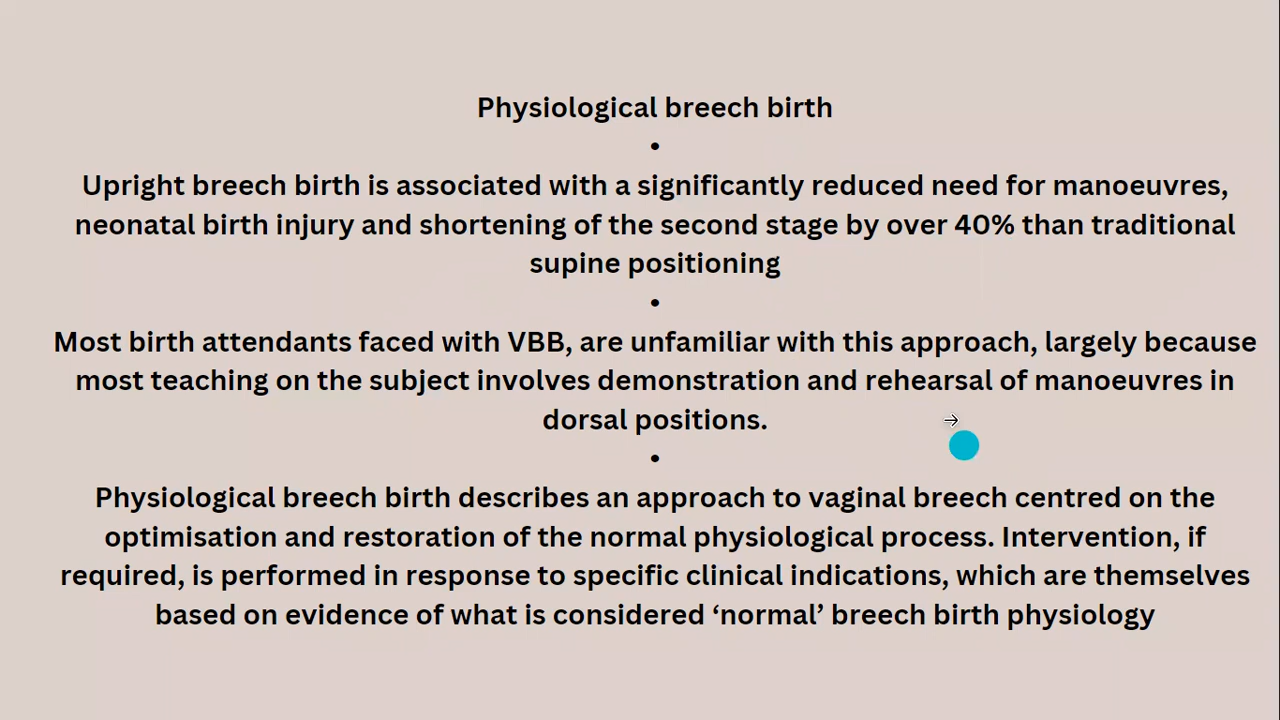 Physiological breech birth
•
Upright breech birth is associated with a significantly reduced need for manoeuvres,
neonatal birth injury and shortening of the second stage by over 40% than traditional
supine positioning
•
Most birth attendants faced with VBB, are unfamiliar with this approach, largely because
most teaching on the subject involves demonstration and rehearsal of manoeuvres in
dorsal positions.
•
Physiological breech birth describes an approach to vaginal breech centred on the
optimisation and restoration of the normal physiological process. Intervention, if
required, is performed in response to specific clinical indications, which are themselves
based on evidence of what is considered ‘normal’ breech birth physiology